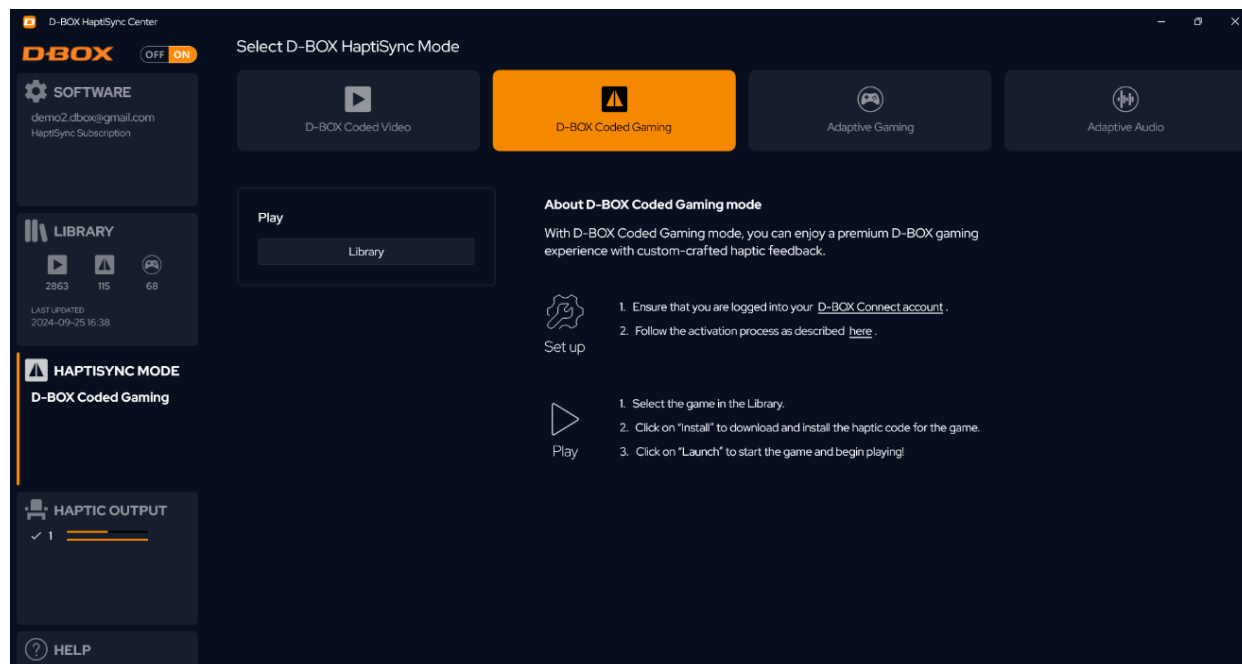 D-BOX HaptiSync Center
D-BOX
OFF ON
SOFTWARE
demo2.dbox@gmail.com
HaptiSync Subscription
LIBRARY
2863 115 68
LAST UPDATED
2024-09-25 16:38
HAPTISYNC MODE
D-BOX Coded Gaming
HAPTIC OUTPUT
1
HELP
Select D-BOX HaptiSync Mode
D-BOX Coded Video
D-BOX Coded Gaming
Adaptive Gaming
Adaptive Audio
Play
Library
About D-BOX Coded Gaming mode
With D-BOX Coded Gaming mode, you can enjoy a premium D-BOX gaming
experience with custom-crafted haptic feedback.
Set up
1. Ensure that you are logged into your D-BOX Connect account .
2. Follow the activation process as described here .
Play
1. Select the game in the Library.
2. Click on "Install" to download and install the haptic code for the game.
3. Click on "Launch" to start the game and begin playing!